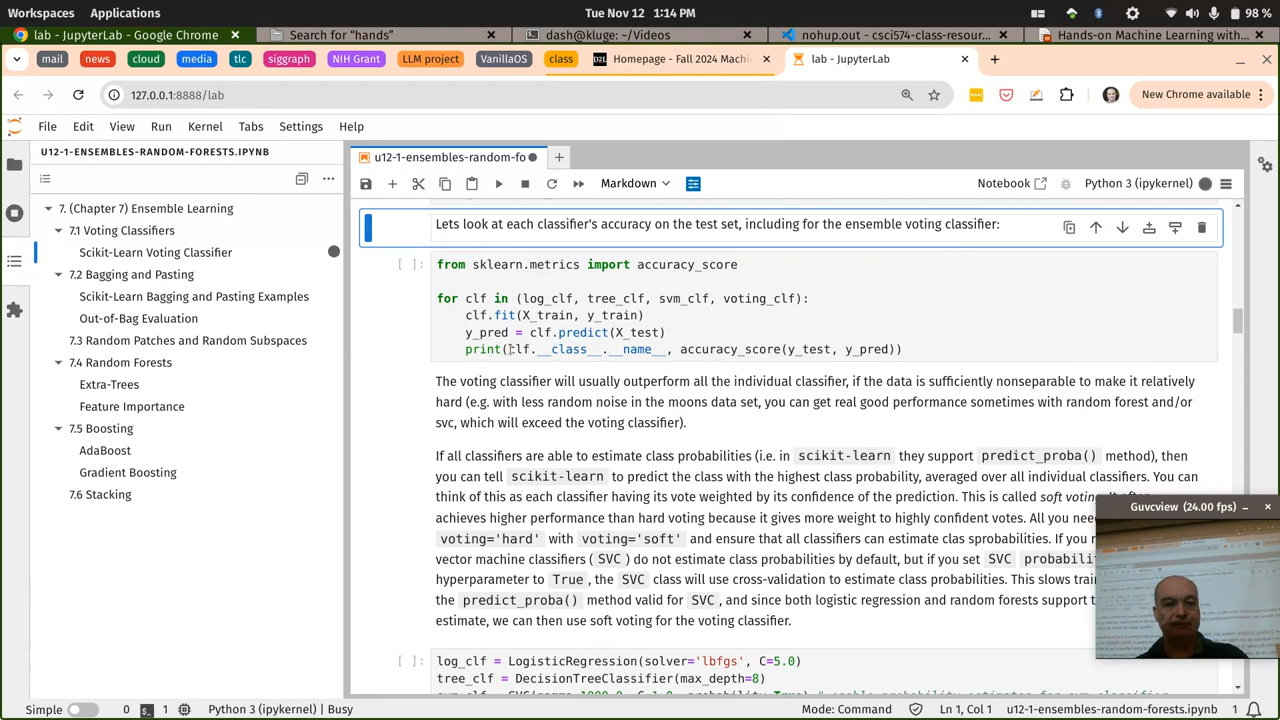 Workspaces Applications Tue Nov 12 1:14 PM 98 %
lab - JupyterLab - Google Chrome Search for “hands” dash@kluge: ~/Videos nohup.out - csci574-class-resour... Hands-on Machine Learning with...
mail news cloud media tlc siggraph NIH Grant LLM project VanillaOS class D2L Homepage - Fall 2024 Machi lab - JupyterLab
127.0.0.1:8888/lab New Chrome available
File Edit View Run Kernel Tabs Settings Help
U12-1-ENSEMBLES-RANDOM-FORESTS.IPYNB
u12-1-ensembles-random-fo
Markdown Notebook Python 3 (ipykernel)
7. (Chapter 7) Ensemble Learning
7.1 Voting Classifiers
Scikit-Learn Voting Classifier
7.2 Bagging and Pasting
Scikit-Learn Bagging and Pasting Examples
Out-of-Bag Evaluation
7.3 Random Patches and Random Subspaces
7.4 Random Forests
Extra-Trees
Feature Importance
7.5 Boosting
AdaBoost
Gradient Boosting
7.6 Stacking
Lets look at each classifier's accuracy on the test set, including for the ensemble voting classifier:
[ ]: from sklearn.metrics import accuracy_score
for clf in (log_clf, tree_clf, svm_clf, voting_clf):
clf.fit(X_train, y_train)
y_pred = clf.predict(X_test)
print(clf.__class__.__name__, accuracy_score(y_test, y_pred))
The voting classifier will usually outperform all the individual classifier, if the data is sufficiently nonseparable to make it relatively
hard (e.g. with less random noise in the moons data set, you can get real good performance sometimes with random forest and/or
svc, which will exceed the voting classifier).
If all classifiers are able to estimate class probabilities (i.e. in scikit-learn they support predict_proba() method), then
you can tell scikit-learn to predict the class with the highest class probability, averaged over all individual classifiers. You can
think of this as each classifier having its vote weighted by its confidence of the prediction. This is called soft voting. It often
achieves higher performance than hard voting because it gives more weight to highly confident votes. All you need
voting='hard' with voting='soft' and ensure that all classifiers can estimate clas sprobabilities. If you
vector machine classifiers ( SVC ) do not estimate class probabilities by default, but if you set SVC
hyperparameter to True , the SVC class will use cross-validation to estimate class probabilities. This slows
the predict_proba() method valid for SVC , and since both logistic regression and random forests support
estimate, we can then use soft voting for the voting classifier.
[ ]: log_clf = LogisticRegression(solver='lbfgs', C=5.0)
tree_clf = DecisionTreeClassifier(max_depth=8)
Guvcview (24.00 fps)
Simple 0 1 Python 3 (ipykernel) | Busy Mode: Command Ln 1, Col 1 u12-1-ensembles-random-forests.ipynb 1